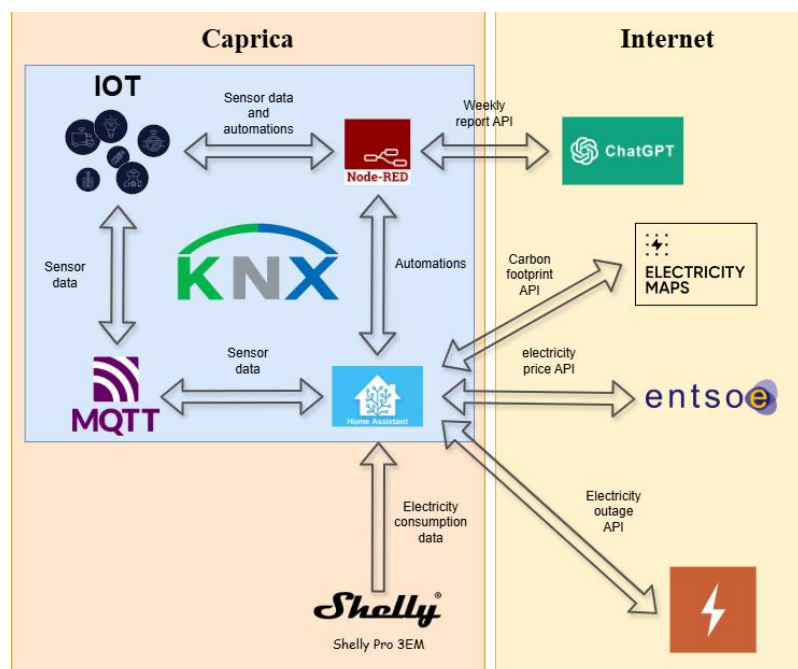 Caprica
Internet
IOT
Sensor data
and
automations
Node-RED
Weekly
report API
ChatGPT
Sensor
data
KNX
Automations
Carbon
footprint
API
ELECTRICITY
MAPS
MQTT
Sensor
data
Home Assistant
electricity
price API
entsoe
Electricity
consumption
data
Electricity
outage
API
Shelly®
Shelly Pro 3EM